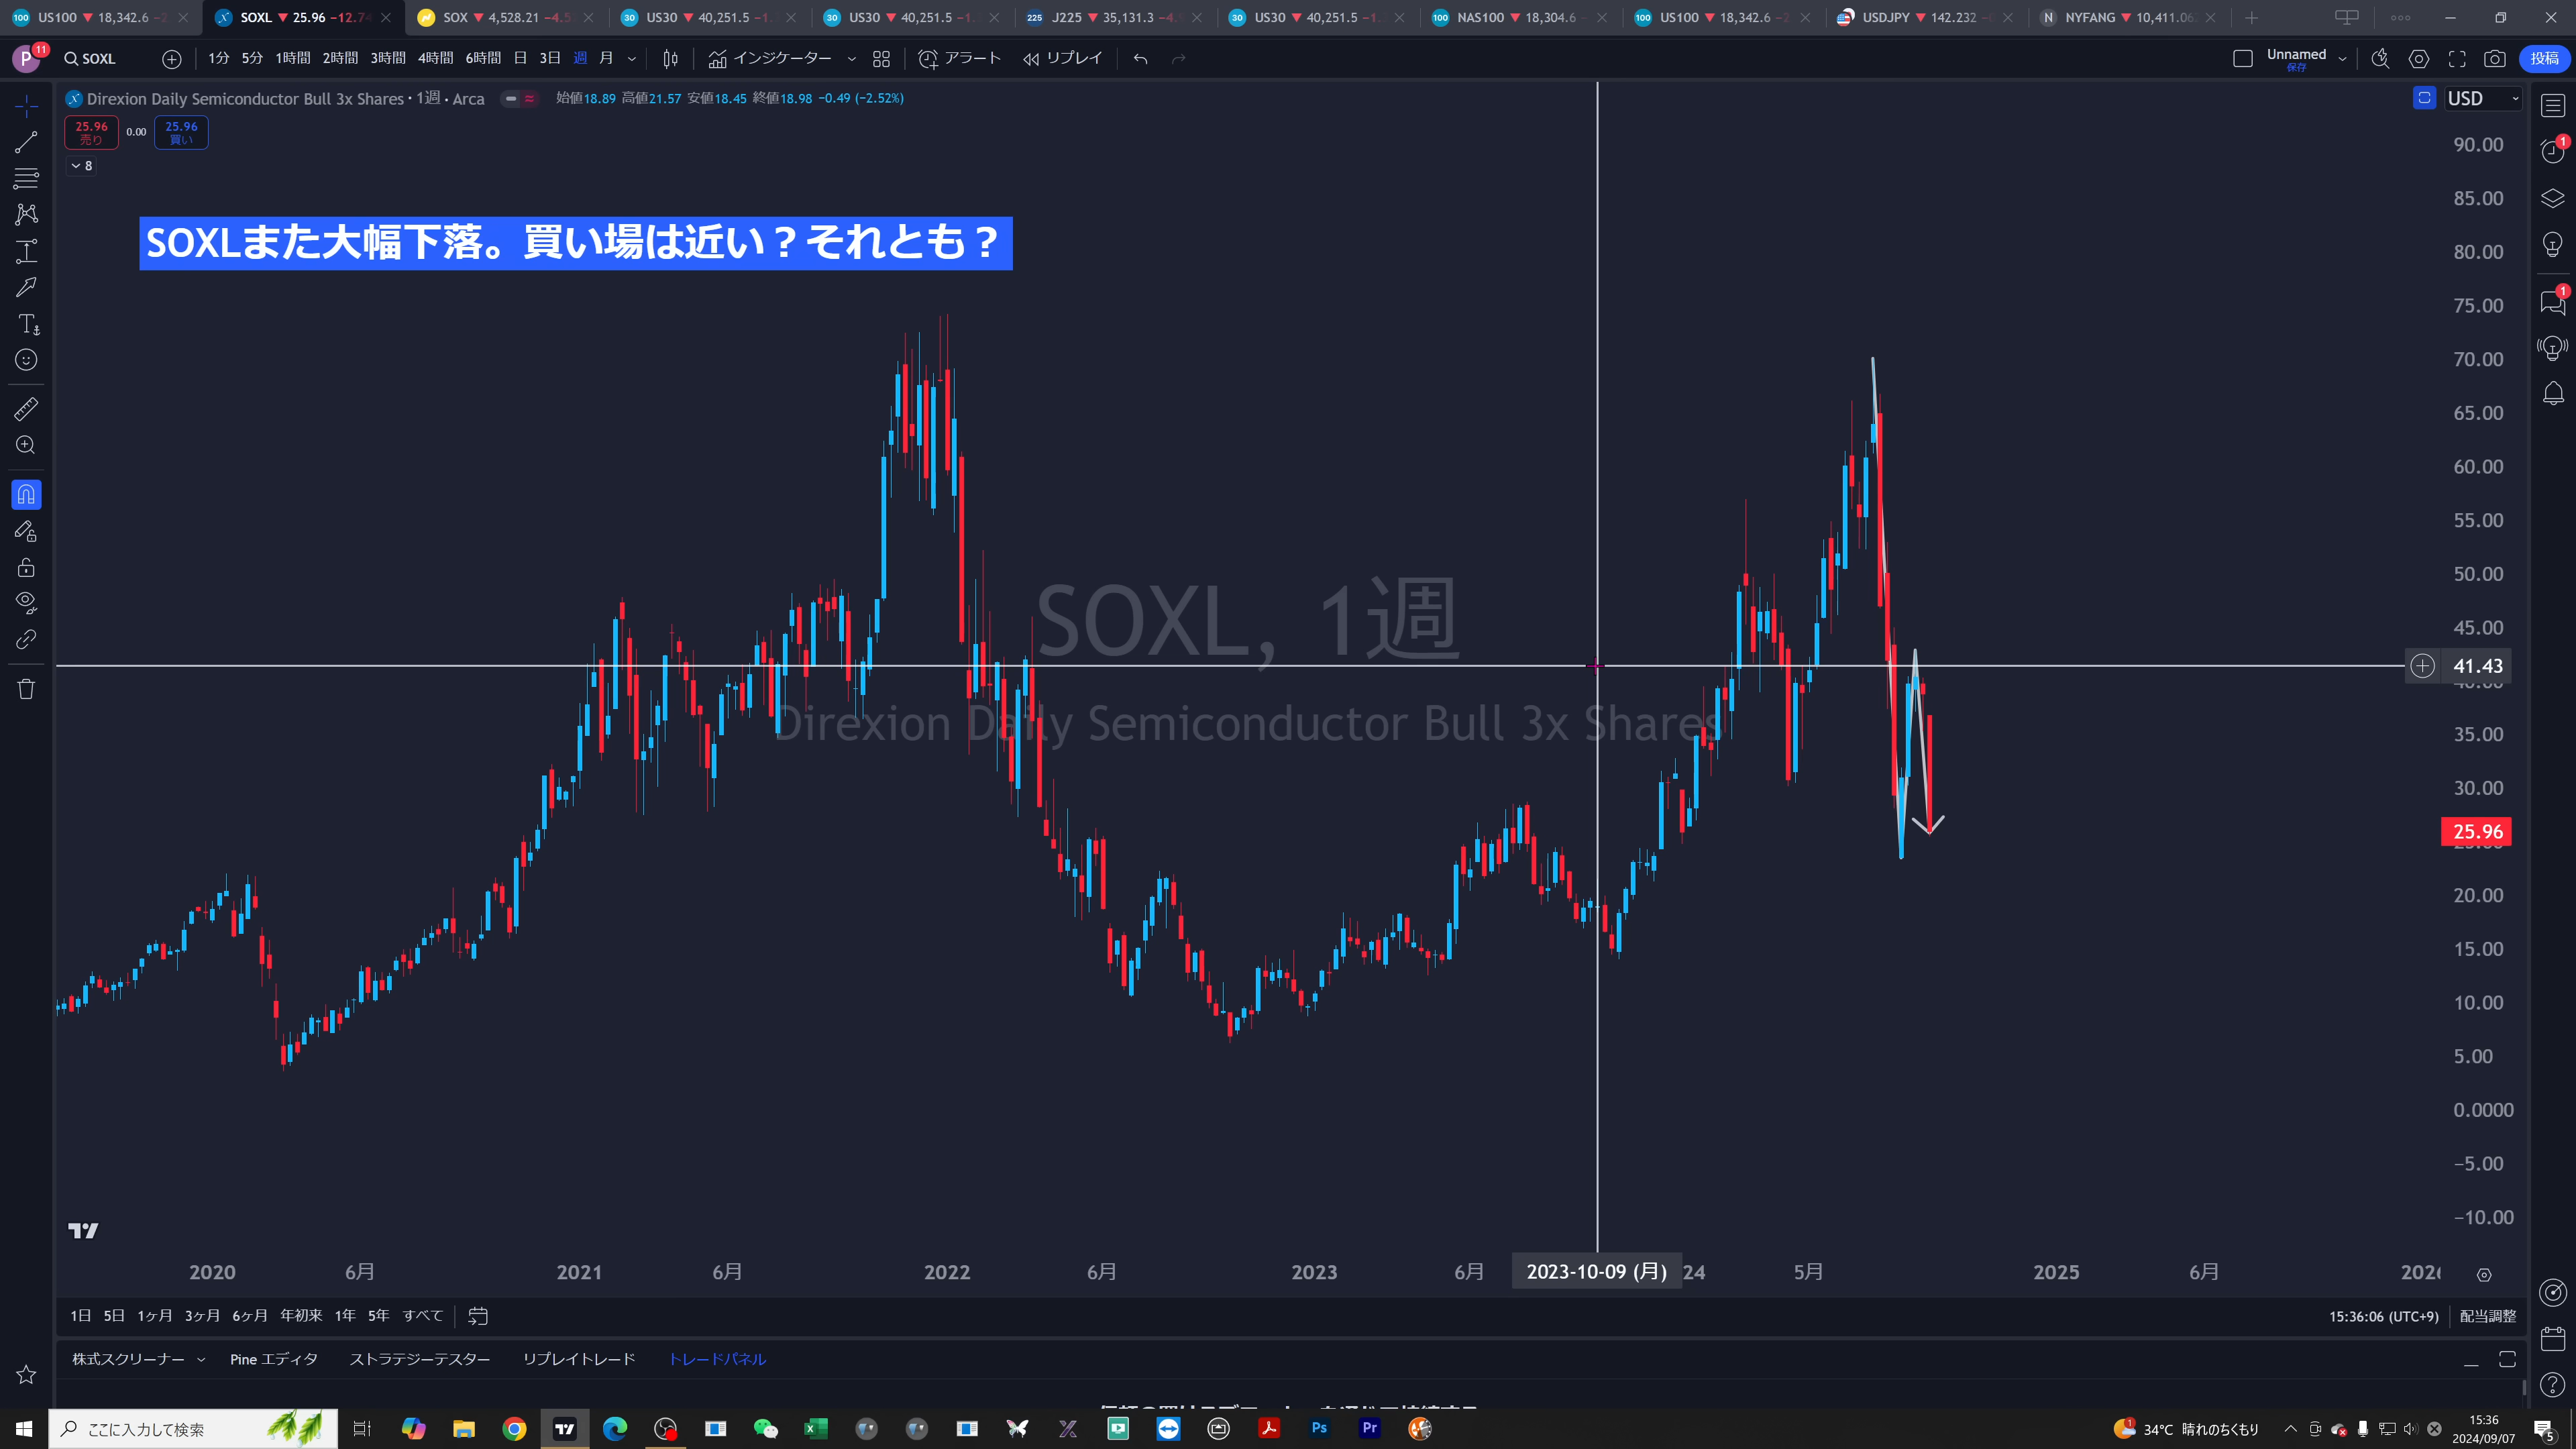 US100 ▼ 18,342.6 −2
SOXL ▼ 25.96 −12.74
SOX ▼ 4,528.21 −4.5
US30 ▼ 40,251.5 −1.
US30 ▼ 40,251.5 −1.
J225 ▼ 35,131.3 −4.
US30 ▼ 40,251.5 −1.
NAS100 ▼ 18,304.6 −
US100 ▼ 18,342.6 −2
USDJPY ▼ 142.232 −
NYFANG ▼ 10,411.06
P 11
SOXL
1分 5分 1時間 2時間 3時間 4時間 6時間 日 3日 週 月
インジケーター
アラート
リプレイ
Unnamed
保存
投稿
Direxion Daily Semiconductor Bull 3x Shares · 1週 · Arca
始値18.89 高値21.57 安値18.45 終値18.98 −0.49 (−2.52%)
USD
25.96 売り
0.00
25.96 買い
8
SOXLまた大幅下落。買い場は近い？それとも？
SOXL, 1週
Direxion Daily Semiconductor Bull 3x Shares
90.00
85.00
80.00
75.00
70.00
65.00
60.00
55.00
50.00
45.00
41.43
35.00
30.00
25.96
20.00
15.00
10.00
5.00
0.0000
−5.00
−10.00
2020 6月 2021 6月 2022 6月 2023 6月 2023-10-09 (月) 24 5月 2025 6月 2026
1日 5日 1ヶ月 3ヶ月 6ヶ月 年初来 1年 5年 すべて
15:36:06 (UTC+9) 配当調整
株式スクリーナー Pine エディタ ストラテジーテスター リプレイトレード トレードパネル
ここに入力して検索
Ps
Pr
34°C 晴れのちくもり
15:36
2024/09/07
5